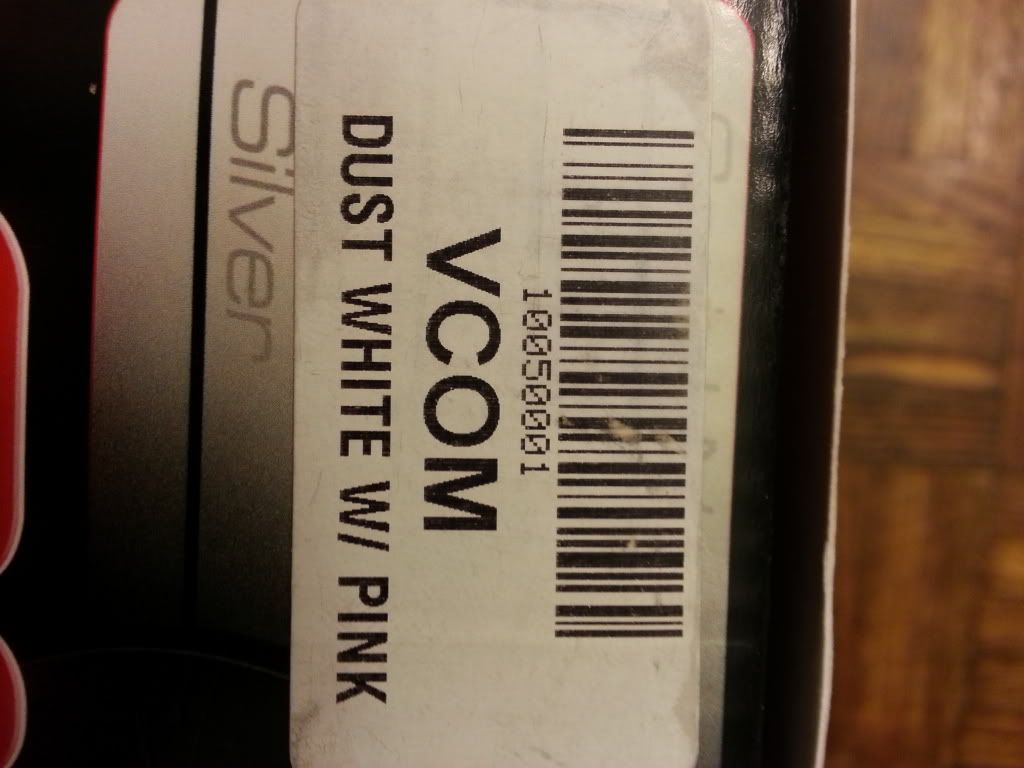 10050001
VCOM
DUST WHITE W/ PINK
Silver